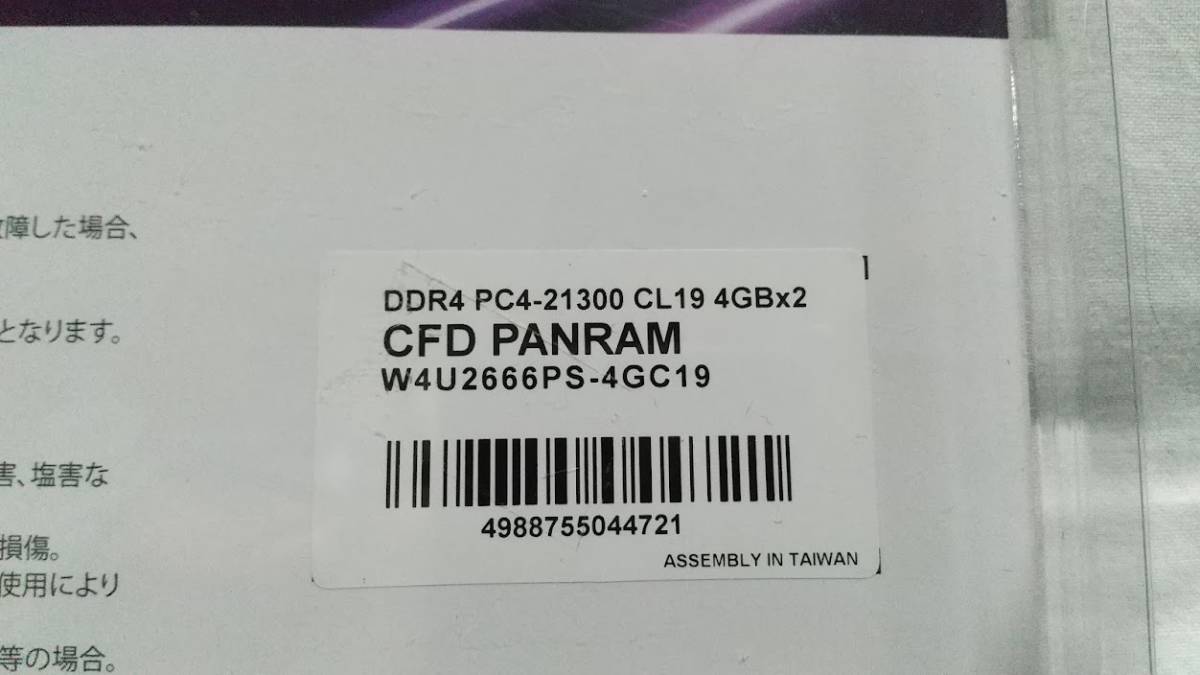 障した場合、
となります。
害、塩害な
損傷。
使用により
等の場合。
DDR4 PC4-21300 CL19 4GBx2
CFD PANRAM
W4U2666PS-4GC19
4988755044721
ASSEMBLY IN TAIWAN